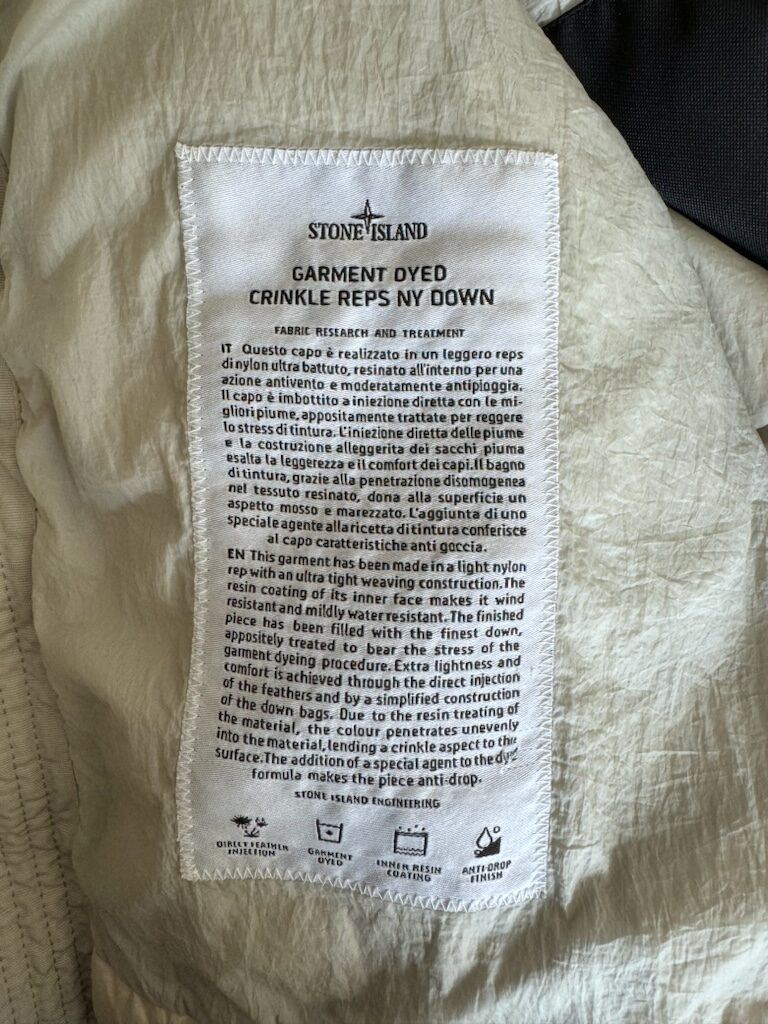 STONE ISLAND
GARMENT DYED
CRINKLE REPS NY DOWN
FABRIC RESEARCH AND TREATMENT
IT Questo capo è realizzato in un leggero reps
di nylon ultra battuto, resinato all'interno per una
azione antivento e moderatamente antipioggia.
Il capo è imbottito a iniezione diretta con le mi-
gliori piume, appositamente trattate per reggere
lo stress di tintura. L'iniezione diretta delle piume
e la costruzione alleggerita dei sacchi piuma
esalta la leggerezza e il comfort dei capi. Il bagno
di tintura, grazie alla penetrazione disomogenea
nel tessuto resinato, dona alla superficie un
aspetto mosso e marezzato. L'aggiunta di uno
speciale agente alla ricetta di tintura conferisce
al capo caratteristiche anti goccia.
EN This garment has been made in a light nylon
rep with an ultra tight weaving construction. The
resin coating of its inner face makes it wind
resistant and mildly water resistant. The finished
piece has been filled with the finest down,
appositely treated to bear the stress of the
garment dyeing procedure. Extra lightness and
comfort is achieved through the direct injection
of the feathers and by a simplified construction
of the down bags. Due to the resin treating of
the material, the colour penetrates unevenly
into the material, lending a crinkle aspect to the
surface. The addition of a special agent to the dye
formula makes the piece anti-drop.
STONE ISLAND ENGINEERING
DIRECT FEATHER
INJECTION
GARMENT
DYED
INNER RESIN
COATING
ANTI-DROP
FINISH